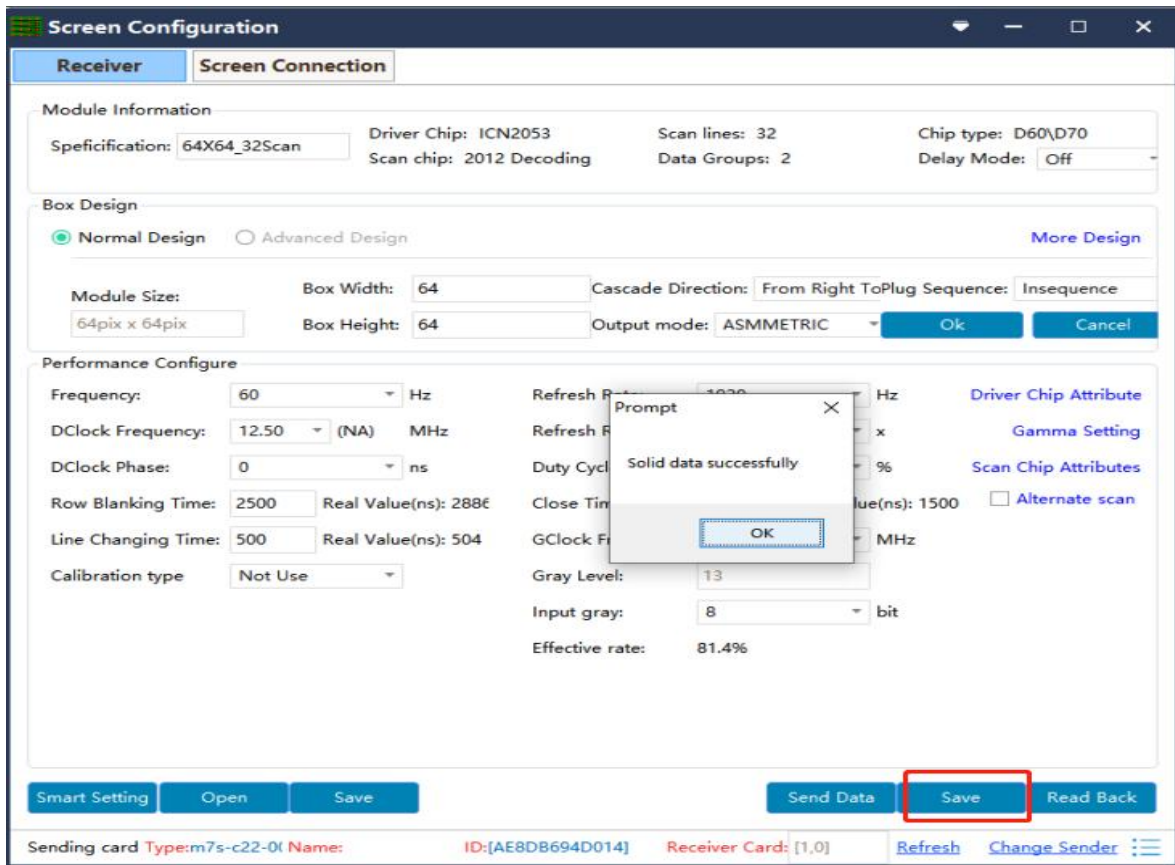 Screen Configuration
Receiver Screen Connection
Module Information
Speficification: 64X64_32Scan Driver Chip: ICN2053 Scan lines: 32 Chip type: D60\D70
Scan chip: 2012 Decoding Data Groups: 2 Delay Mode: Off
Box Design
Normal Design Advanced Design More Design
Module Size: Box Width: 64 Cascade Direction: From Right To Plug Sequence: Insequence
64pix x 64pix Box Height: 64 Output mode: ASMMETRIC Ok Cancel
Performance Configure
Frequency: 60 Hz Refresh Hz Driver Chip Attribute
DClock Frequency: 12.50 (NA) MHz Refresh R x Gamma Setting
DClock Phase: 0 ns Duty Cycl % Scan Chip Attributes
Row Blanking Time: 2500 Real Value(ns): 2886 Close Tim lue(ns): 1500 Alternate scan
Line Changing Time: 500 Real Value(ns): 504 GClock Fr MHz
Calibration type Not Use Gray Level: 13
Input gray: 8 bit
Effective rate: 81.4%
Prompt
Solid data successfully
OK
Smart Setting Open Save Send Data Save Read Back
Sending card Type:m7s-c22-0( Name: ID:[AE8DB694D014] Receiver Card: [1,0] Refresh Change Sender